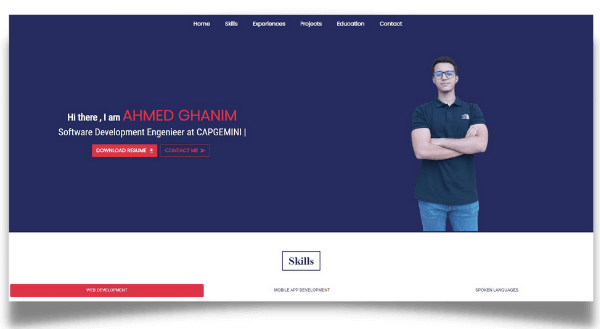 Home Skills Experiences Projects Education Contact
Hi there , I am AHMED GHANIM
Software Development Engenieer at CAPGEMINI |
DOWNLOAD RESUME CONTACT ME
Skills
WEB DEVELOPMENT MOBILE APP DEVELOPMENT SPOKEN LANGUAGES